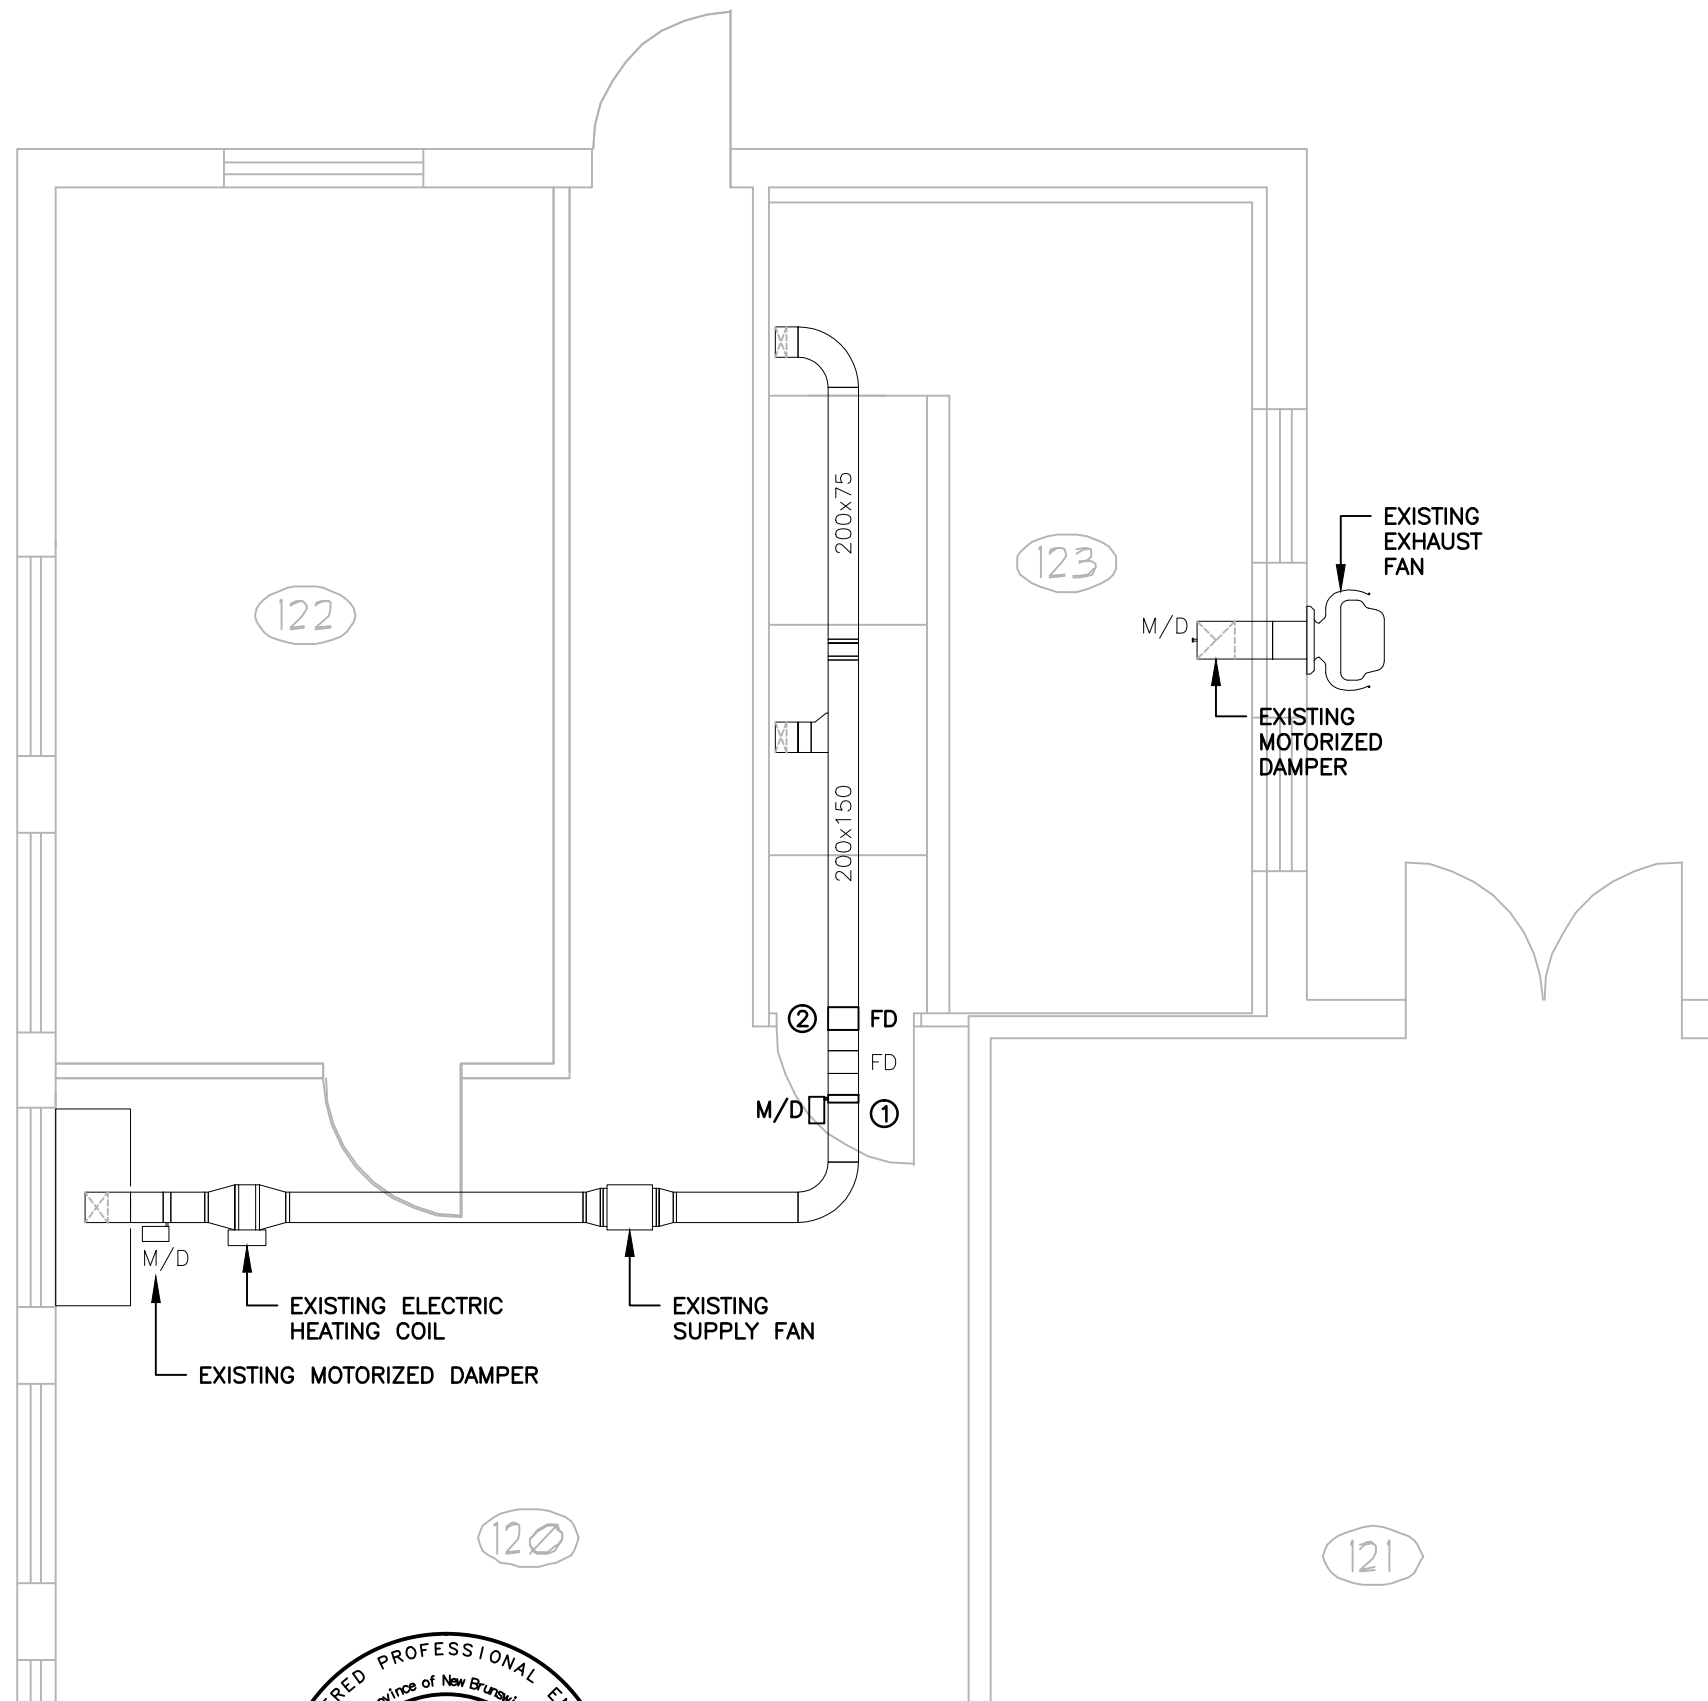 200x75
EXISTING
EXHAUST
FAN
123
122
M/D
EXISTING
MOTORIZED
DAMPER
200x150
2
FD
FD
M/D
1
M/D
EXISTING ELECTRIC
HEATING COIL
EXISTING
SUPPLY FAN
EXISTING MOTORIZED DAMPER
120
121
PROFESSIONAL
of New